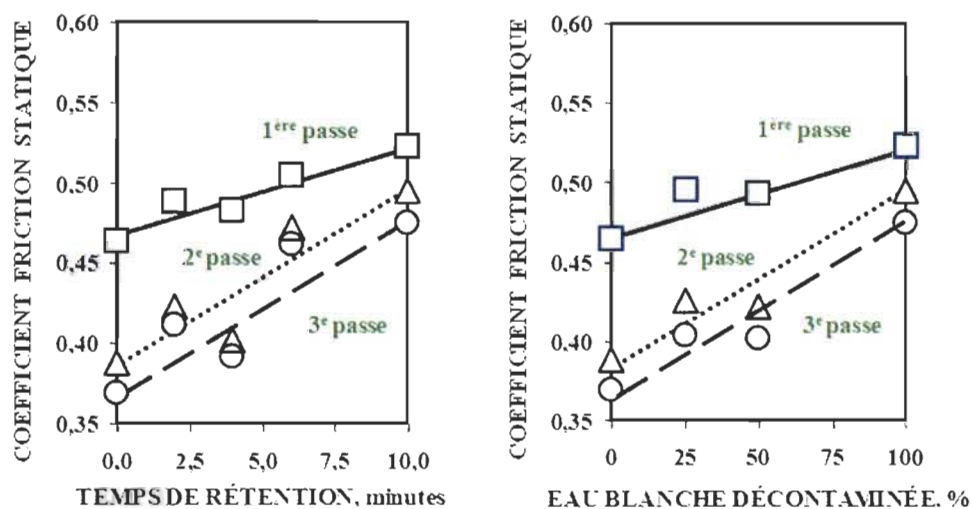 COEFFICIENT FRICTION STATIQUE
0,60
0,55
0,50
0,45
0,40
0,35
1ère passe
2e passe
3e passe
0.0
2,5
5,0
7,5
10.0
TEMPS DE RÉTENTION, minutes
COEFFICIENT FRICTION STATIQUE
0,60
0,55
0.50
0.45
0.40
0.35
1ère passe
2e passe
3e passe
0
25
50
75
100
EAU BLANCHE DÉCONTAMINÉE, %